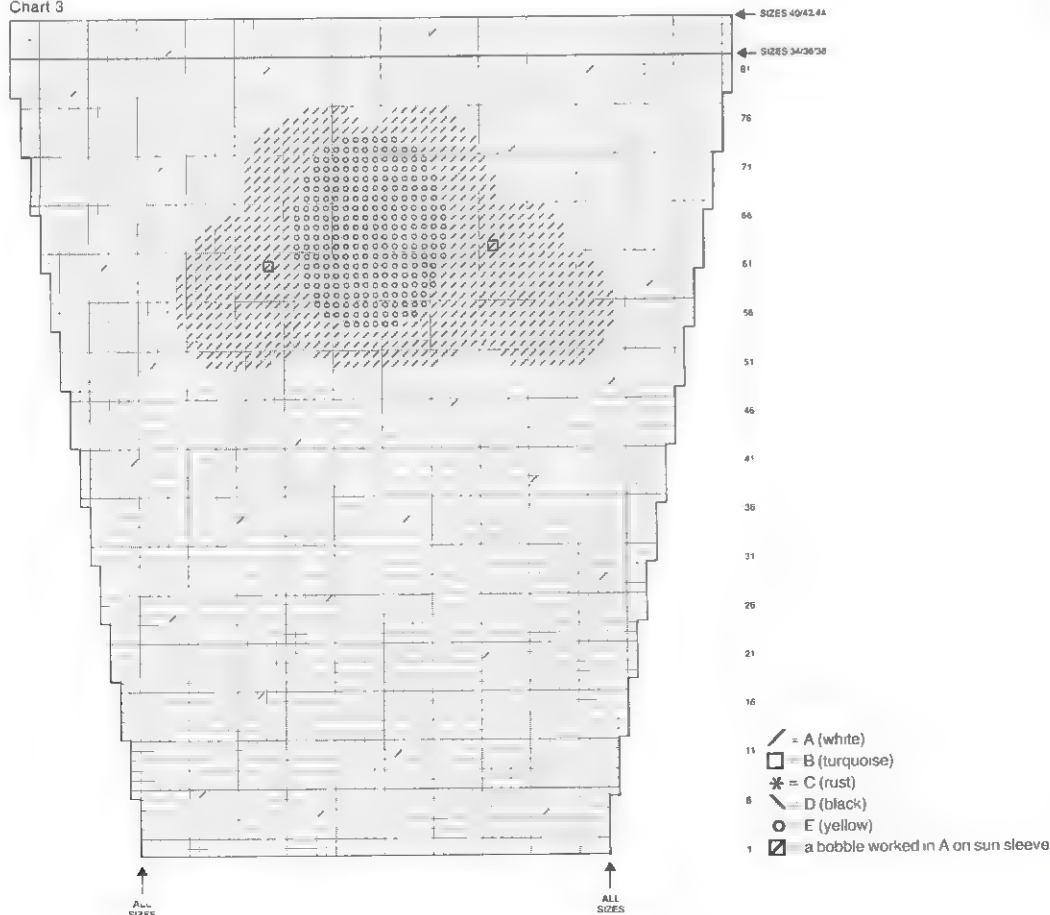 Chart 3
SIZES 40/42/44
SIZES 34/36/38
81
76
71
66
61
56
51
46
41
36
31
26
21
16
11
6
1
/ = A (white)
□ = B (turquoise)
* = C (rust)
\ D (black)
O E (yellow)
a bobble worked in A on sun sleeve
ALL
SIZES
ALL
SIZES